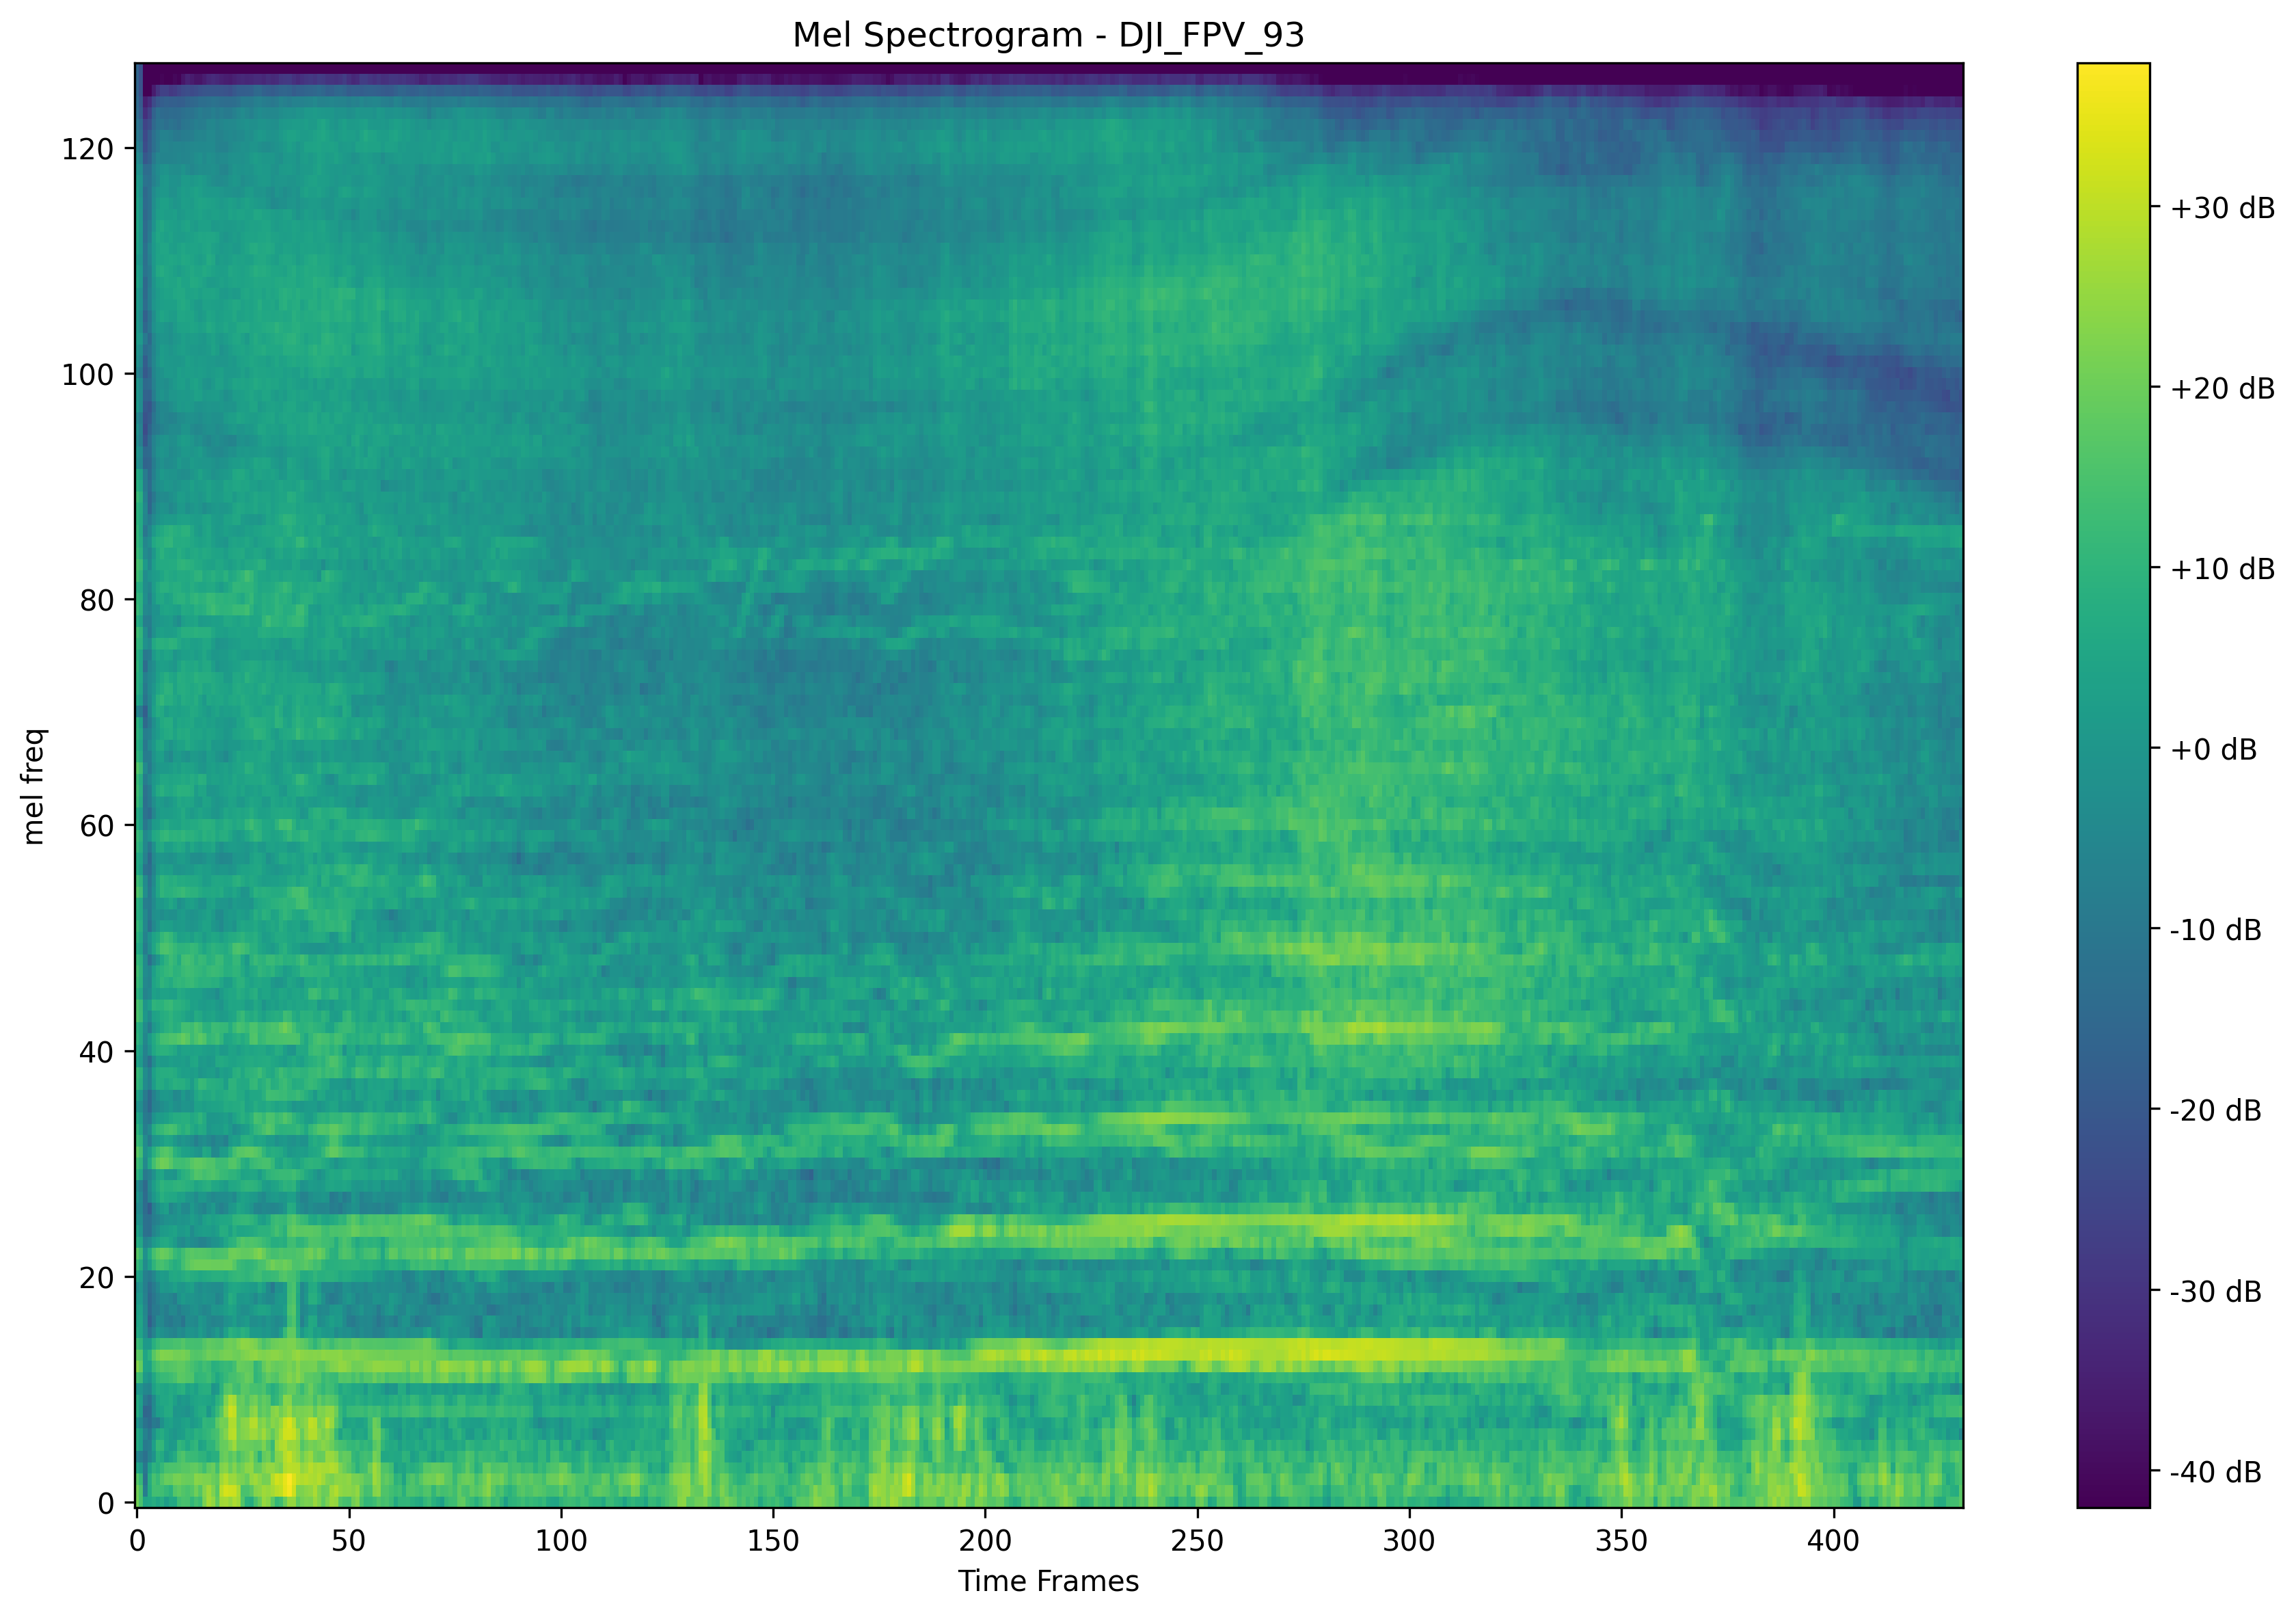 Mel Spectrogram - DJI_FPV_93
mel freq
120
100
80
60
40
20
0
0 50 100 150 200 250 300 350 400
Time Frames
+30 dB
+20 dB
+10 dB
+0 dB
-10 dB
-20 dB
-30 dB
-40 dB